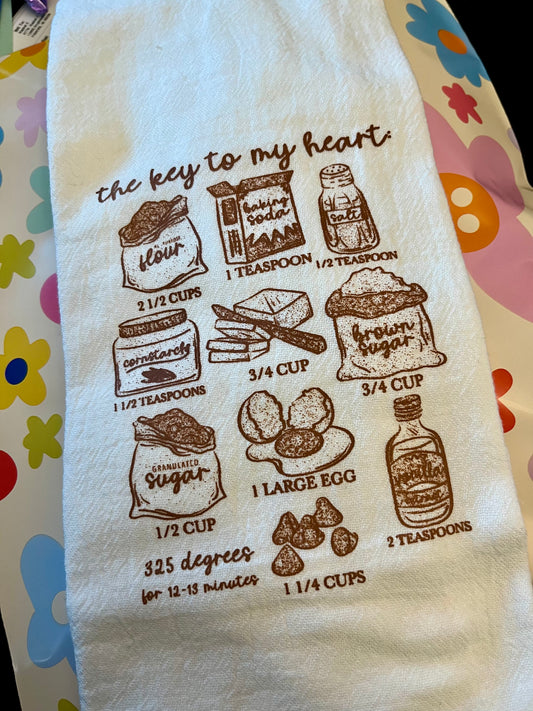 the key to my heart:
flour
2 1/2 CUPS
baking
soda
1 TEASPOON
salt
1/2 TEASPOON
cornstarch
1 1/2 TEASPOONS
3/4 CUP
brown
sugar
3/4 CUP
GRANULATED
sugar
1/2 CUP
1 LARGE EGG
vanilla
2 TEASPOONS
325 degrees
for 12-13 minutes
1 1/4 CUPS